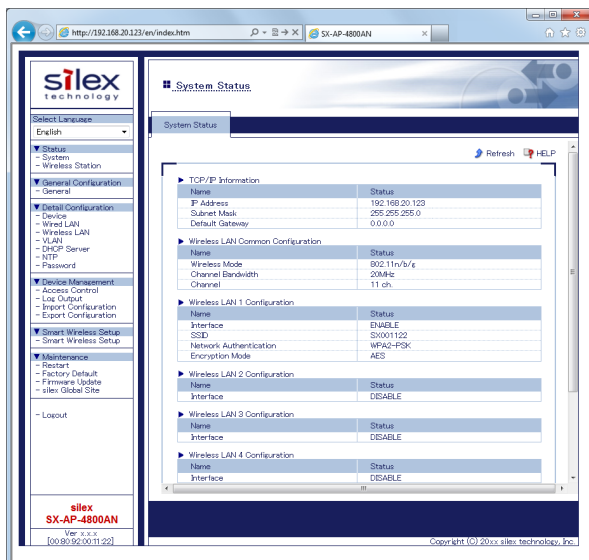 http://192.168.20.123/en/index.htm
SX-AP-4800AN
silex
technology
System Status
Select Language
English
System Status
Refresh
HELP
▼ Status
– System
– Wireless Station
▼ General Configuration
– General
▼ Detail Configuration
– Device
– Wired LAN
– Wireless LAN
– VLAN
– DHCP Server
– NTP
– Password
▼ Device Management
– Access Control
– Log Output
– Import Configuration
– Export Configuration
▼ Smart Wireless Setup
– Smart Wireless Setup
▼ Maintenance
– Restart
– Factory Default
– Firmware Update
– silex Global Site
– Logout
silex
SX-AP-4800AN
Ver x.x.x
[00:80:92:00:11:22]
▶ TCP/IP Information
Name Status
IP Address 192.168.20.123
Subnet Mask 255.255.255.0
Default Gateway 0.0.0.0
▶ Wireless LAN Common Configuration
Name Status
Wireless Mode 802.11n/b/g
Channel Bandwidth 20MHz
Channel 11 ch.
▶ Wireless LAN 1 Configuration
Name Status
Interface ENABLE
SSID SX001122
Network Authentication WPA2-PSK
Encryption Mode AES
▶ Wireless LAN 2 Configuration
Name Status
Interface DISABLE
▶ Wireless LAN 3 Configuration
Name Status
Interface DISABLE
▶ Wireless LAN 4 Configuration
Name Status
Interface DISABLE
Copyright (C) 20xx silex technology, Inc.